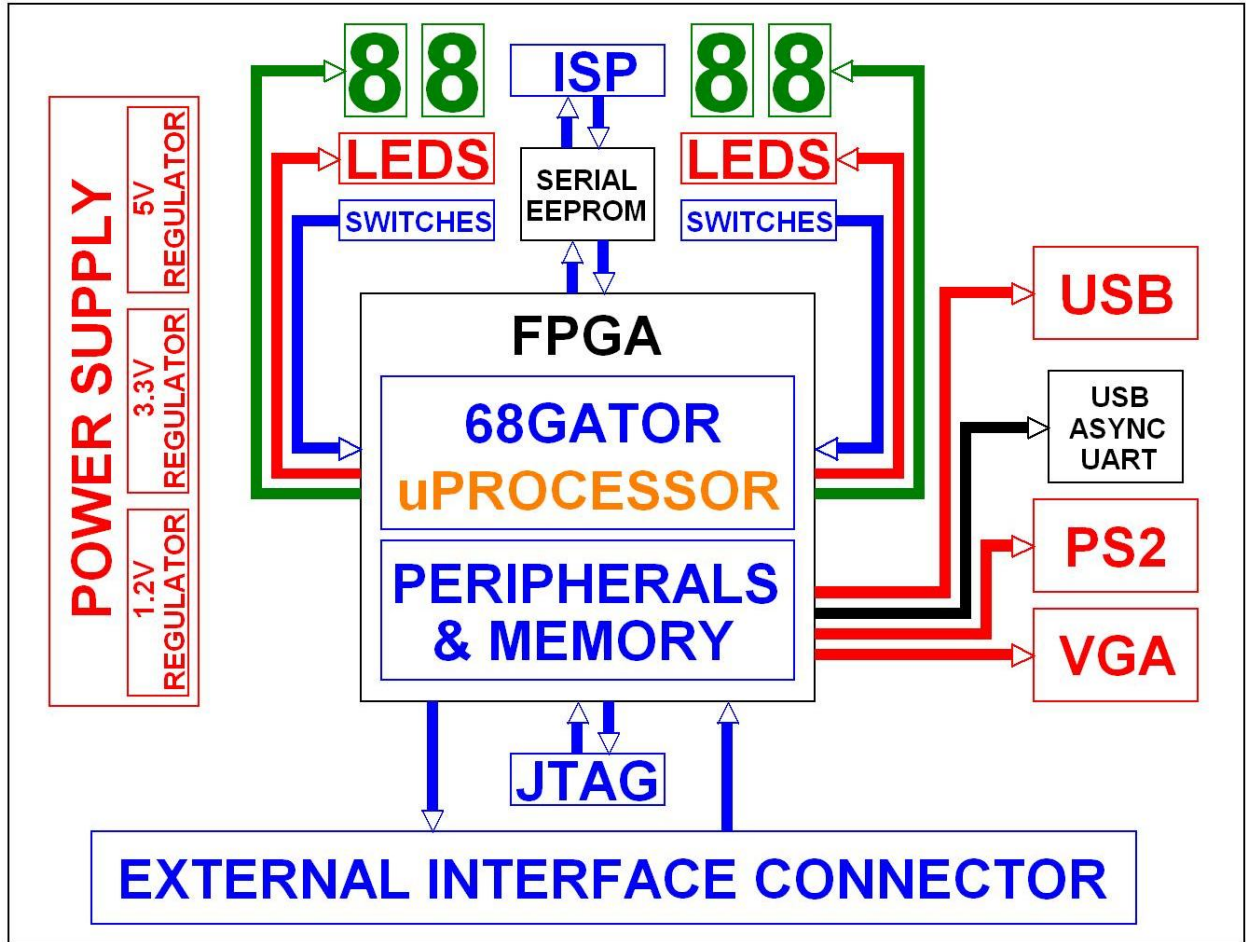 8 8
ISP
8 8
LEDS
LEDS
SERIAL
EEPROM
SWITCHES
SWITCHES
POWER SUPPLY
5V
REGULATOR
3.3V
REGULATOR
1.2V
REGULATOR
FPGA
68GATOR
uPROCESSOR
PERIPHERALS
& MEMORY
USB
USB
ASYNC
UART
PS2
VGA
JTAG
EXTERNAL INTERFACE CONNECTOR